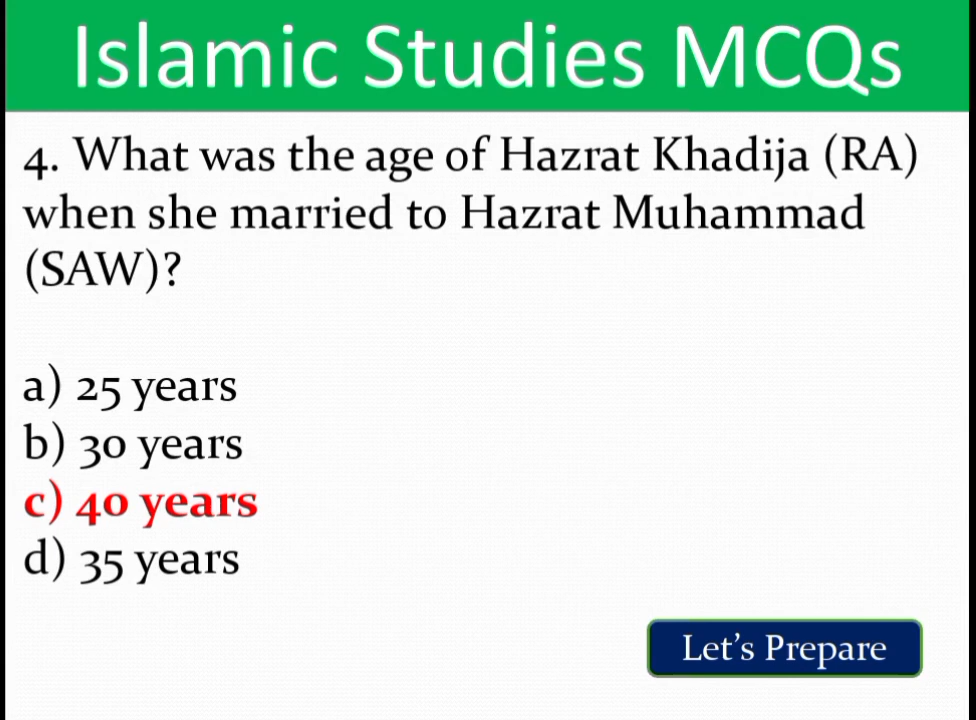 Islamic Studies MCQs
4. What was the age of Hazrat Khadija (RA)
when she married to Hazrat Muhammad
(SAW)?
a) 25 years
b) 30 years
c) 40 years
d) 35 years
Let's Prepare